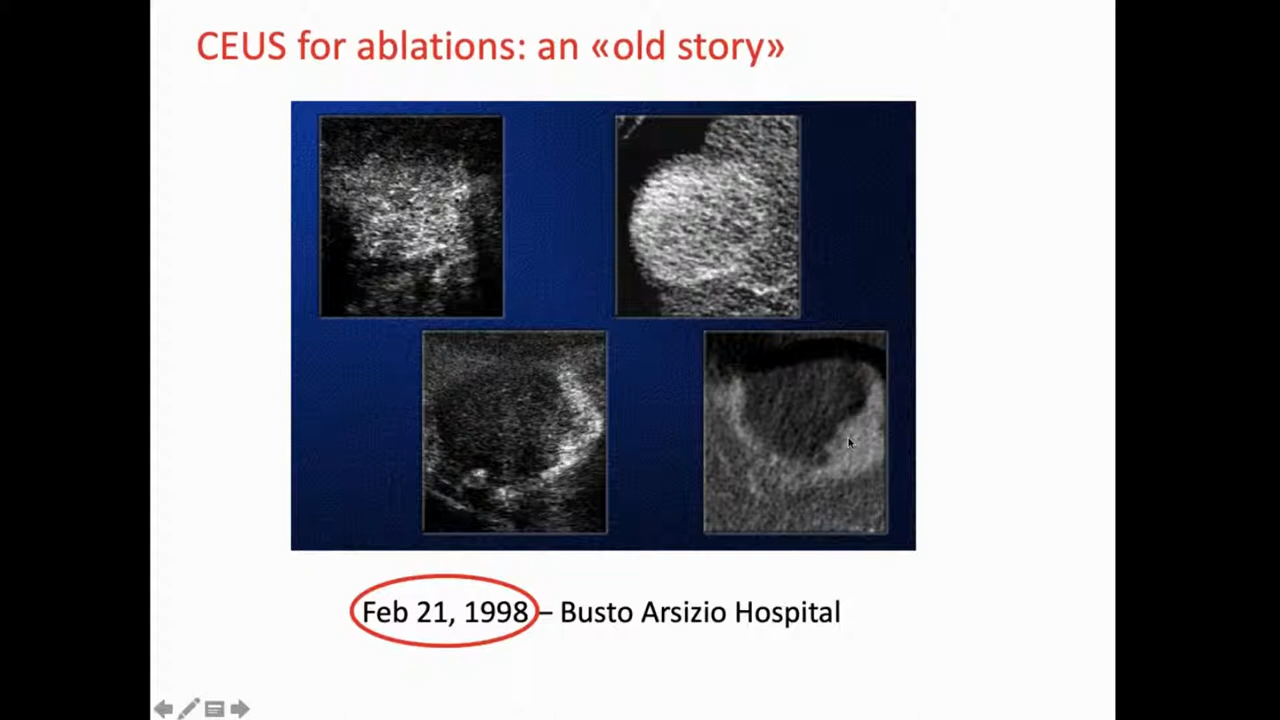 CEUS for ablations: an «old story»
Feb 21, 1998 – Busto Arsizio Hospital